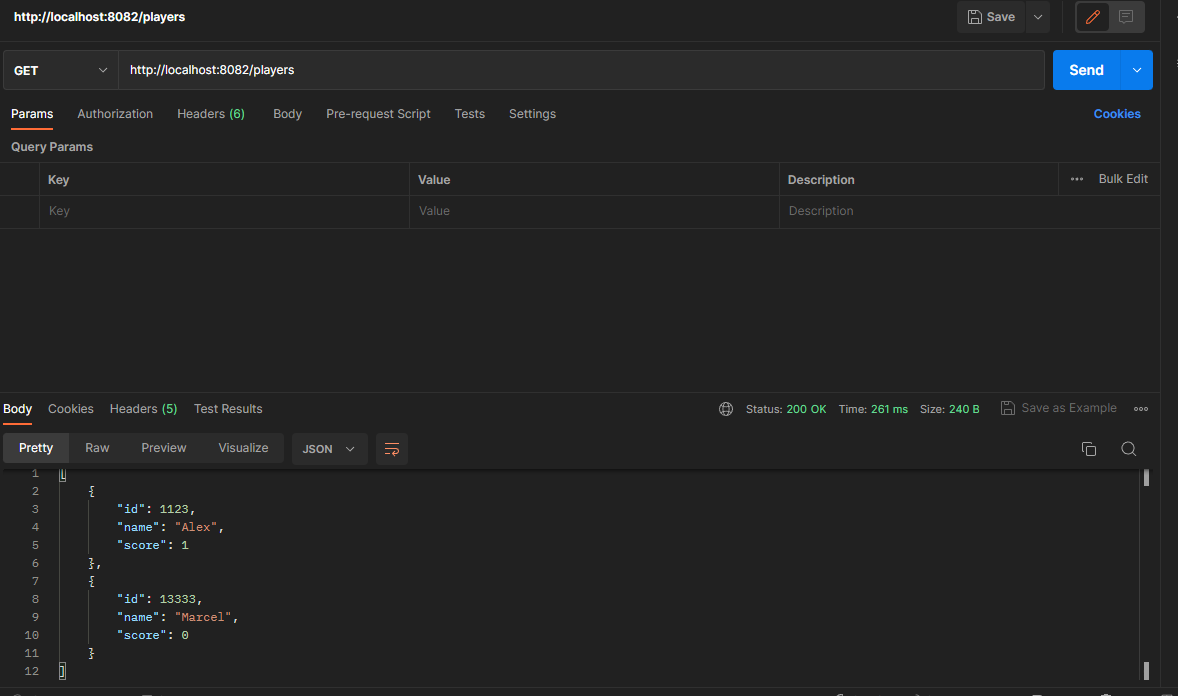 http://localhost:8082/players
Save
GET
http://localhost:8082/players
Send
Params Authorization Headers (6) Body Pre-request Script Tests Settings Cookies
Query Params
Key Value Description Bulk Edit
Key Value Description
Body Cookies Headers (5) Test Results Status: 200 OK Time: 261 ms Size: 240 B Save as Example
Pretty Raw Preview Visualize JSON
1 [
2 {
3 "id": 1123,
4 "name": "Alex",
5 "score": 1
6 },
7 {
8 "id": 13333,
9 "name": "Marcel",
10 "score": 0
11 }
12 ]